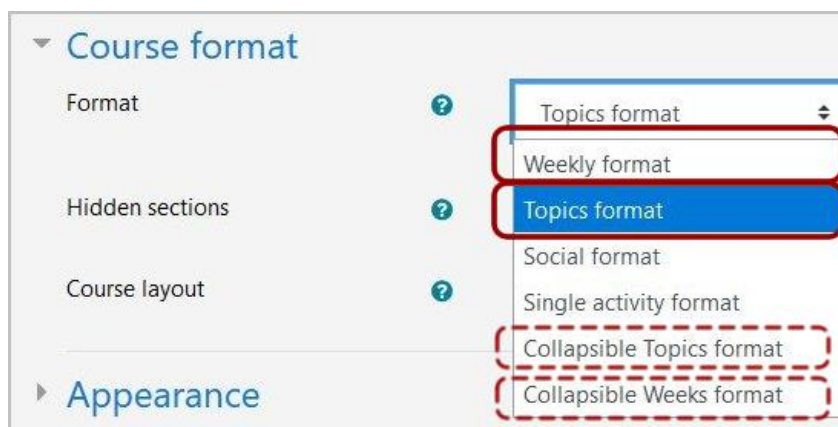 Course format
Format
Topics format
Weekly format
Hidden sections
Topics format
Social format
Course layout
Single activity format
Collapsible Topics format
Appearance
Collapsible Weeks format